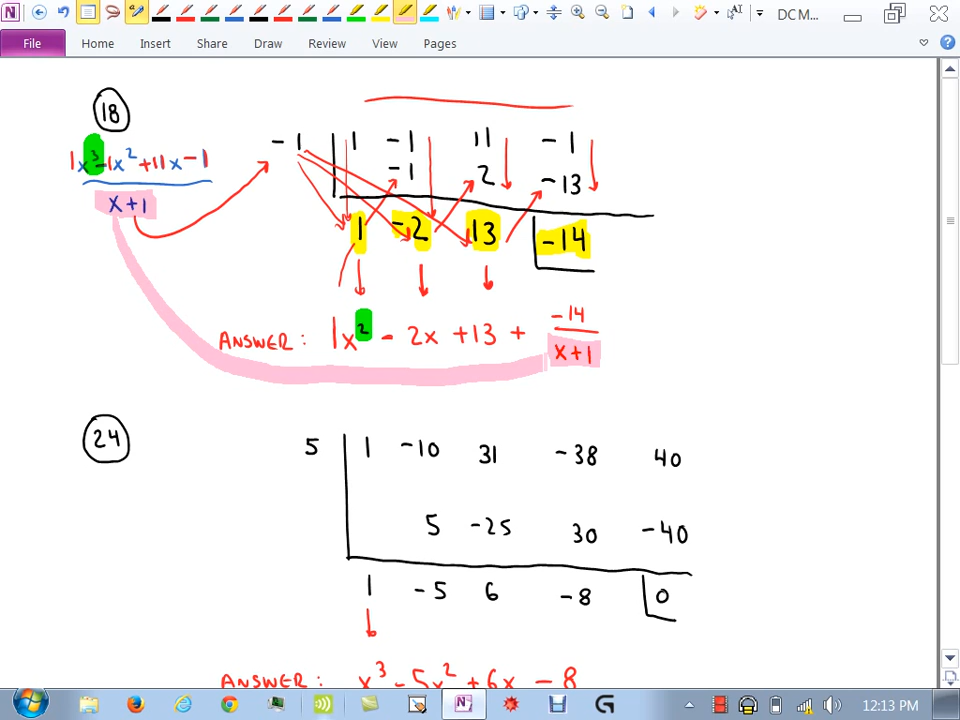 DC M...
File Home Insert Share Draw Review View Pages
18
1x³-1x²+11x-1
x+1
-1 1 -1 11 -1
-1 2 -13
1 -2 13 -14
ANSWER: 1x² - 2x +13 + -14
x+1
24
5 1 -10 31 -38 40
5 -25 30 -40
1 -5 6 -8 0
ANSWER: x³ - 5x² + 6x - 8
12:13 PM